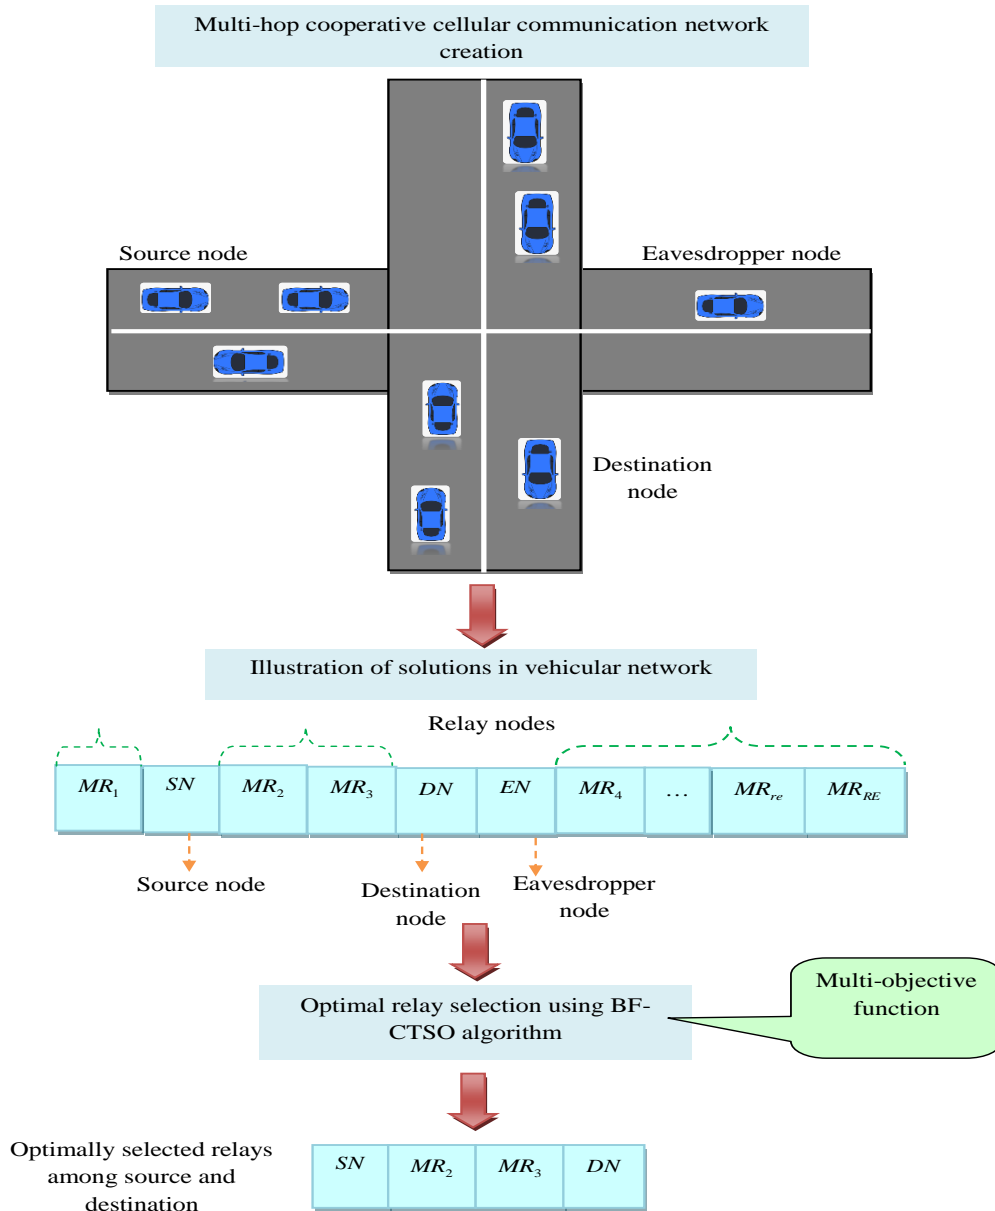 Multi-hop cooperative cellular communication network
creation
Source node
Eavesdropper node
Destination
node
Illustration of solutions in vehicular network
Relay nodes
MR₁ SN MR₂ MR₃ DN EN MR₄ … MR_re MR_RE
Source node
Destination
node
Eavesdropper
node
Optimal relay selection using BF-
CTSO algorithm
Multi-objective
function
Optimally selected relays
among source and
destination
SN MR₂ MR₃ DN